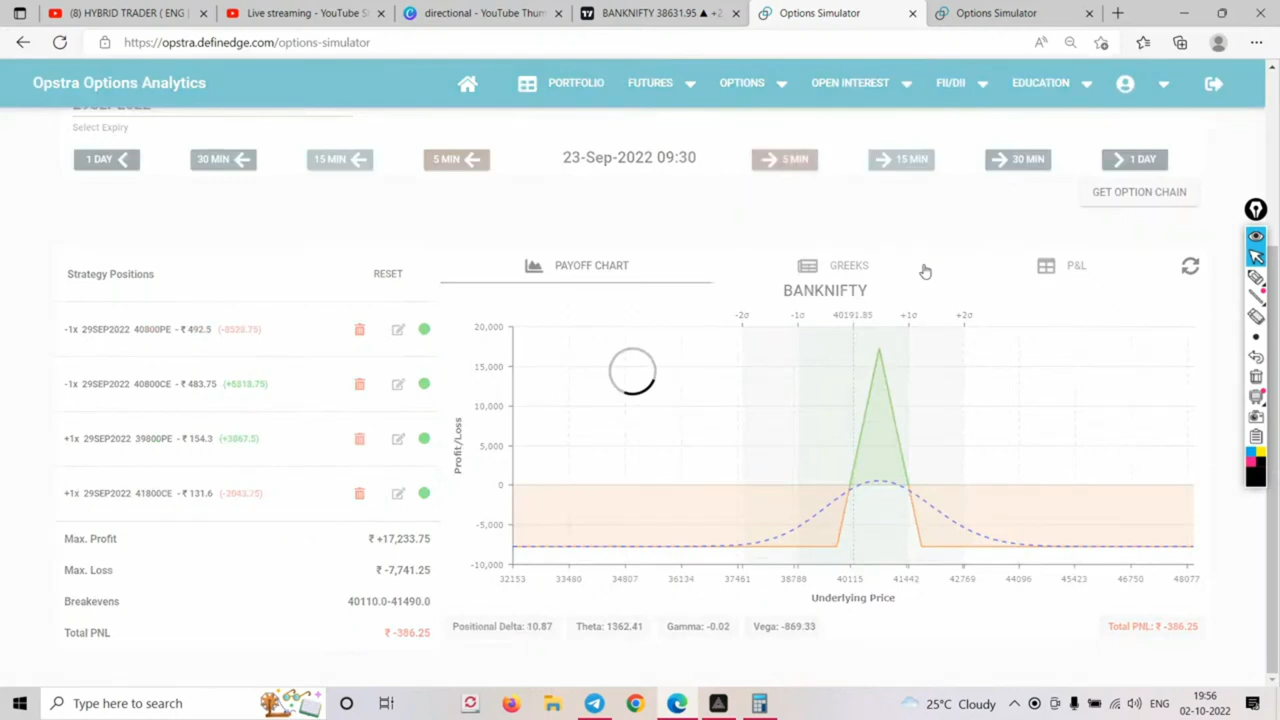 (8) HYBRID TRADER ( ENG |
Live streaming - YouTube S
directional - YouTube Thum
BANKNIFTY 38631.95 ▲ +2
Options Simulator
Options Simulator
https://opstra.definedge.com/options-simulator
Opstra Options Analytics
PORTFOLIO
FUTURES
OPTIONS
OPEN INTEREST
FII/DII
EDUCATION
Select Expiry
1 DAY
30 MIN
15 MIN
5 MIN
23-Sep-2022 09:30
5 MIN
15 MIN
30 MIN
1 DAY
GET OPTION CHAIN
Strategy Positions
RESET
PAYOFF CHART
GREEKS
P&L
BANKNIFTY
-1x 29SEP2022 40800PE - ₹ 492.5 (-8538.75)
-1x 29SEP2022 40800CE - ₹ 483.75 (+6318.75)
+1x 29SEP2022 39800PE - ₹ 154.3 (+3867.5)
+1x 29SEP2022 41800CE - ₹ 131.6 (-2043.75)
Max. Profit ₹ +17,233.75
Max. Loss ₹ -7,741.25
Breakevens 40110.0-41490.0
Total PNL ₹ -386.25
-2σ -1σ 40191.85 +1σ +2σ
20,000
15,000
10,000
5,000
0
-5,000
-10,000
Profit/Loss
32153 33480 34807 36134 37461 38788 40115 41442 42769 44096 45423 46750 48077
Underlying Price
Positional Delta: 10.87
Theta: 1362.41
Gamma: -0.02
Vega: -869.33
Total PNL: ₹ -386.25
Type here to search
25°C Cloudy
ENG
19:56
02-10-2022